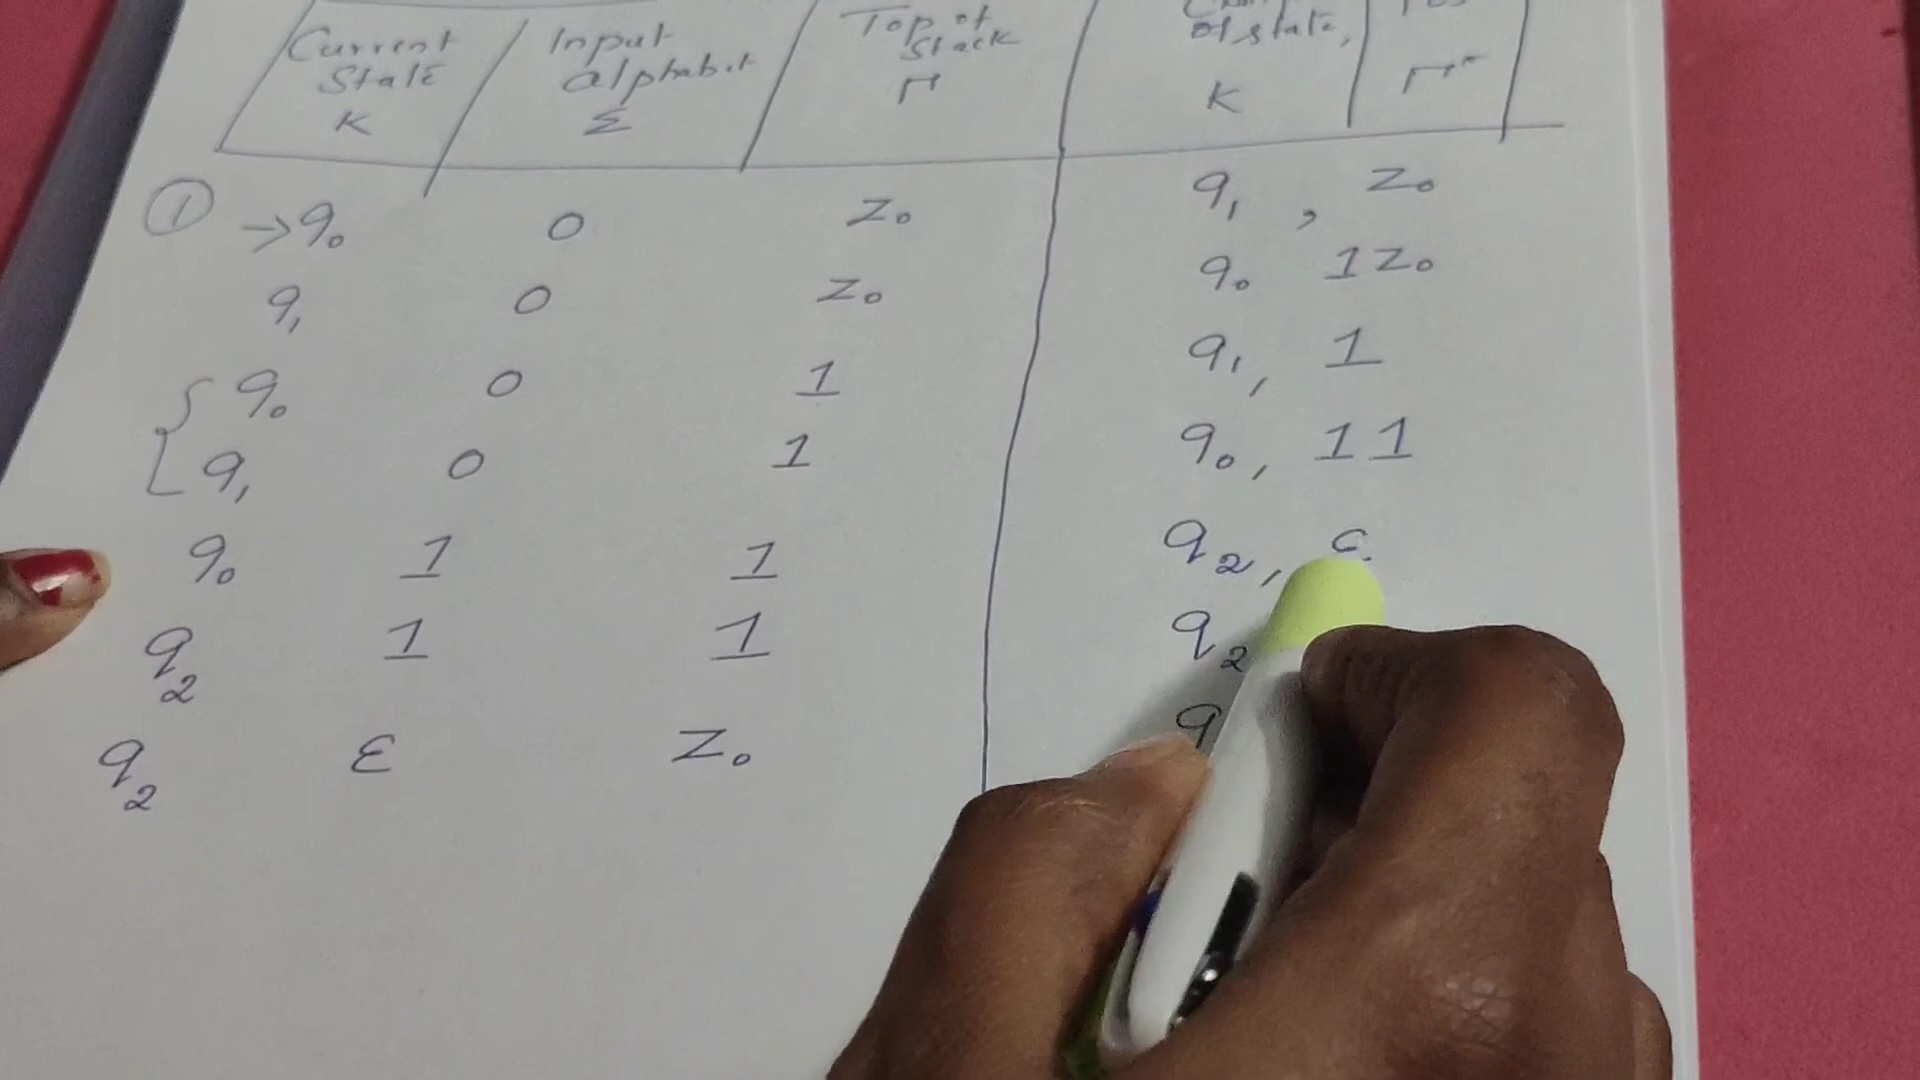 Current State K Input alphabet Σ Top of Stack Γ of state, K Γ*
① →q₀ 0 Z₀ q₁, Z₀
q₁ 0 Z₀ q₀ 1Z₀
q₀ 0 1 q₁, 1
q₁ 0 1 q₀, 11
q₀ 1 1 q₂,
q₂ 1 1 q₂
q₂ ε Z₀ q